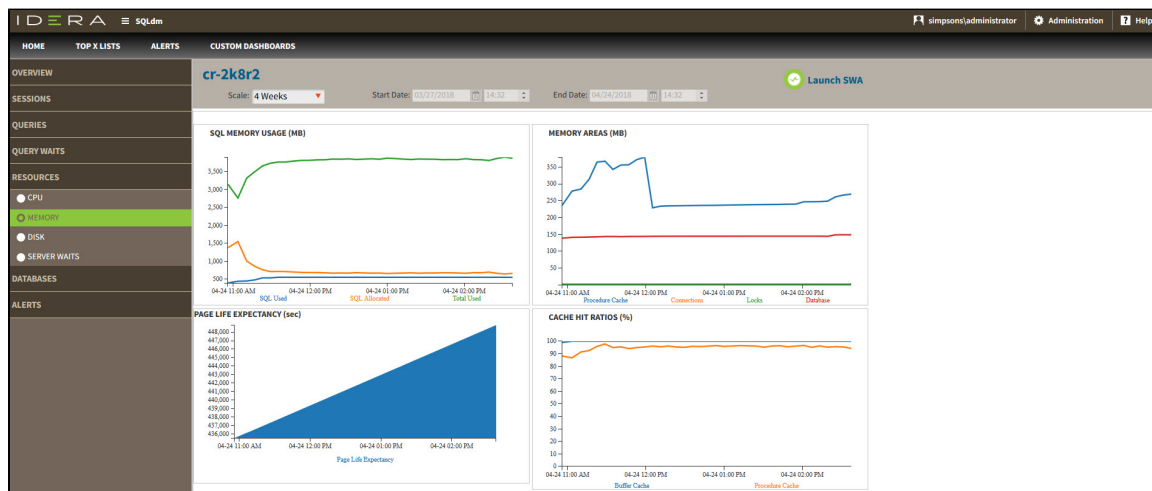 IDERA SQLdm simpsons\administrator Administration ? Help
HOME TOP X LISTS ALERTS CUSTOM DASHBOARDS
OVERVIEW
SESSIONS
QUERIES
QUERY WAITS
RESOURCES
CPU
MEMORY
DISK
SERVER WAITS
DATABASES
ALERTS
cr-2k8r2
Launch SWA
Scale: 4 Weeks Start Date: 03/27/2018 14:32 End Date: 04/24/2018 14:32
SQL MEMORY USAGE (MB)
3,500
3,000
2,500
2,000
1,500
1,000
500
04-24 11:00 AM 04-24 12:00 PM 04-24 01:00 PM 04-24 02:00 PM
SQL Used SQL Allocated Total Used
MEMORY AREAS (MB)
350
300
250
200
150
100
50
04-24 11:00 AM 04-24 12:00 PM 04-24 01:00 PM 04-24 02:00 PM
Procedure Cache Connections Locks Database
PAGE LIFE EXPECTANCY (sec)
448,000
447,000
446,000
445,000
444,000
443,000
442,000
441,000
440,000
439,000
438,000
437,000
436,000
04-24 11:00 AM 04-24 12:00 PM 04-24 01:00 PM 04-24 02:00 PM
Page Life Expectancy
CACHE HIT RATIOS (%)
100
90
80
70
60
50
40
30
20
10
0
04-24 11:00 AM 04-24 12:00 PM 04-24 01:00 PM 04-24 02:00 PM
Buffer Cache Procedure Cache